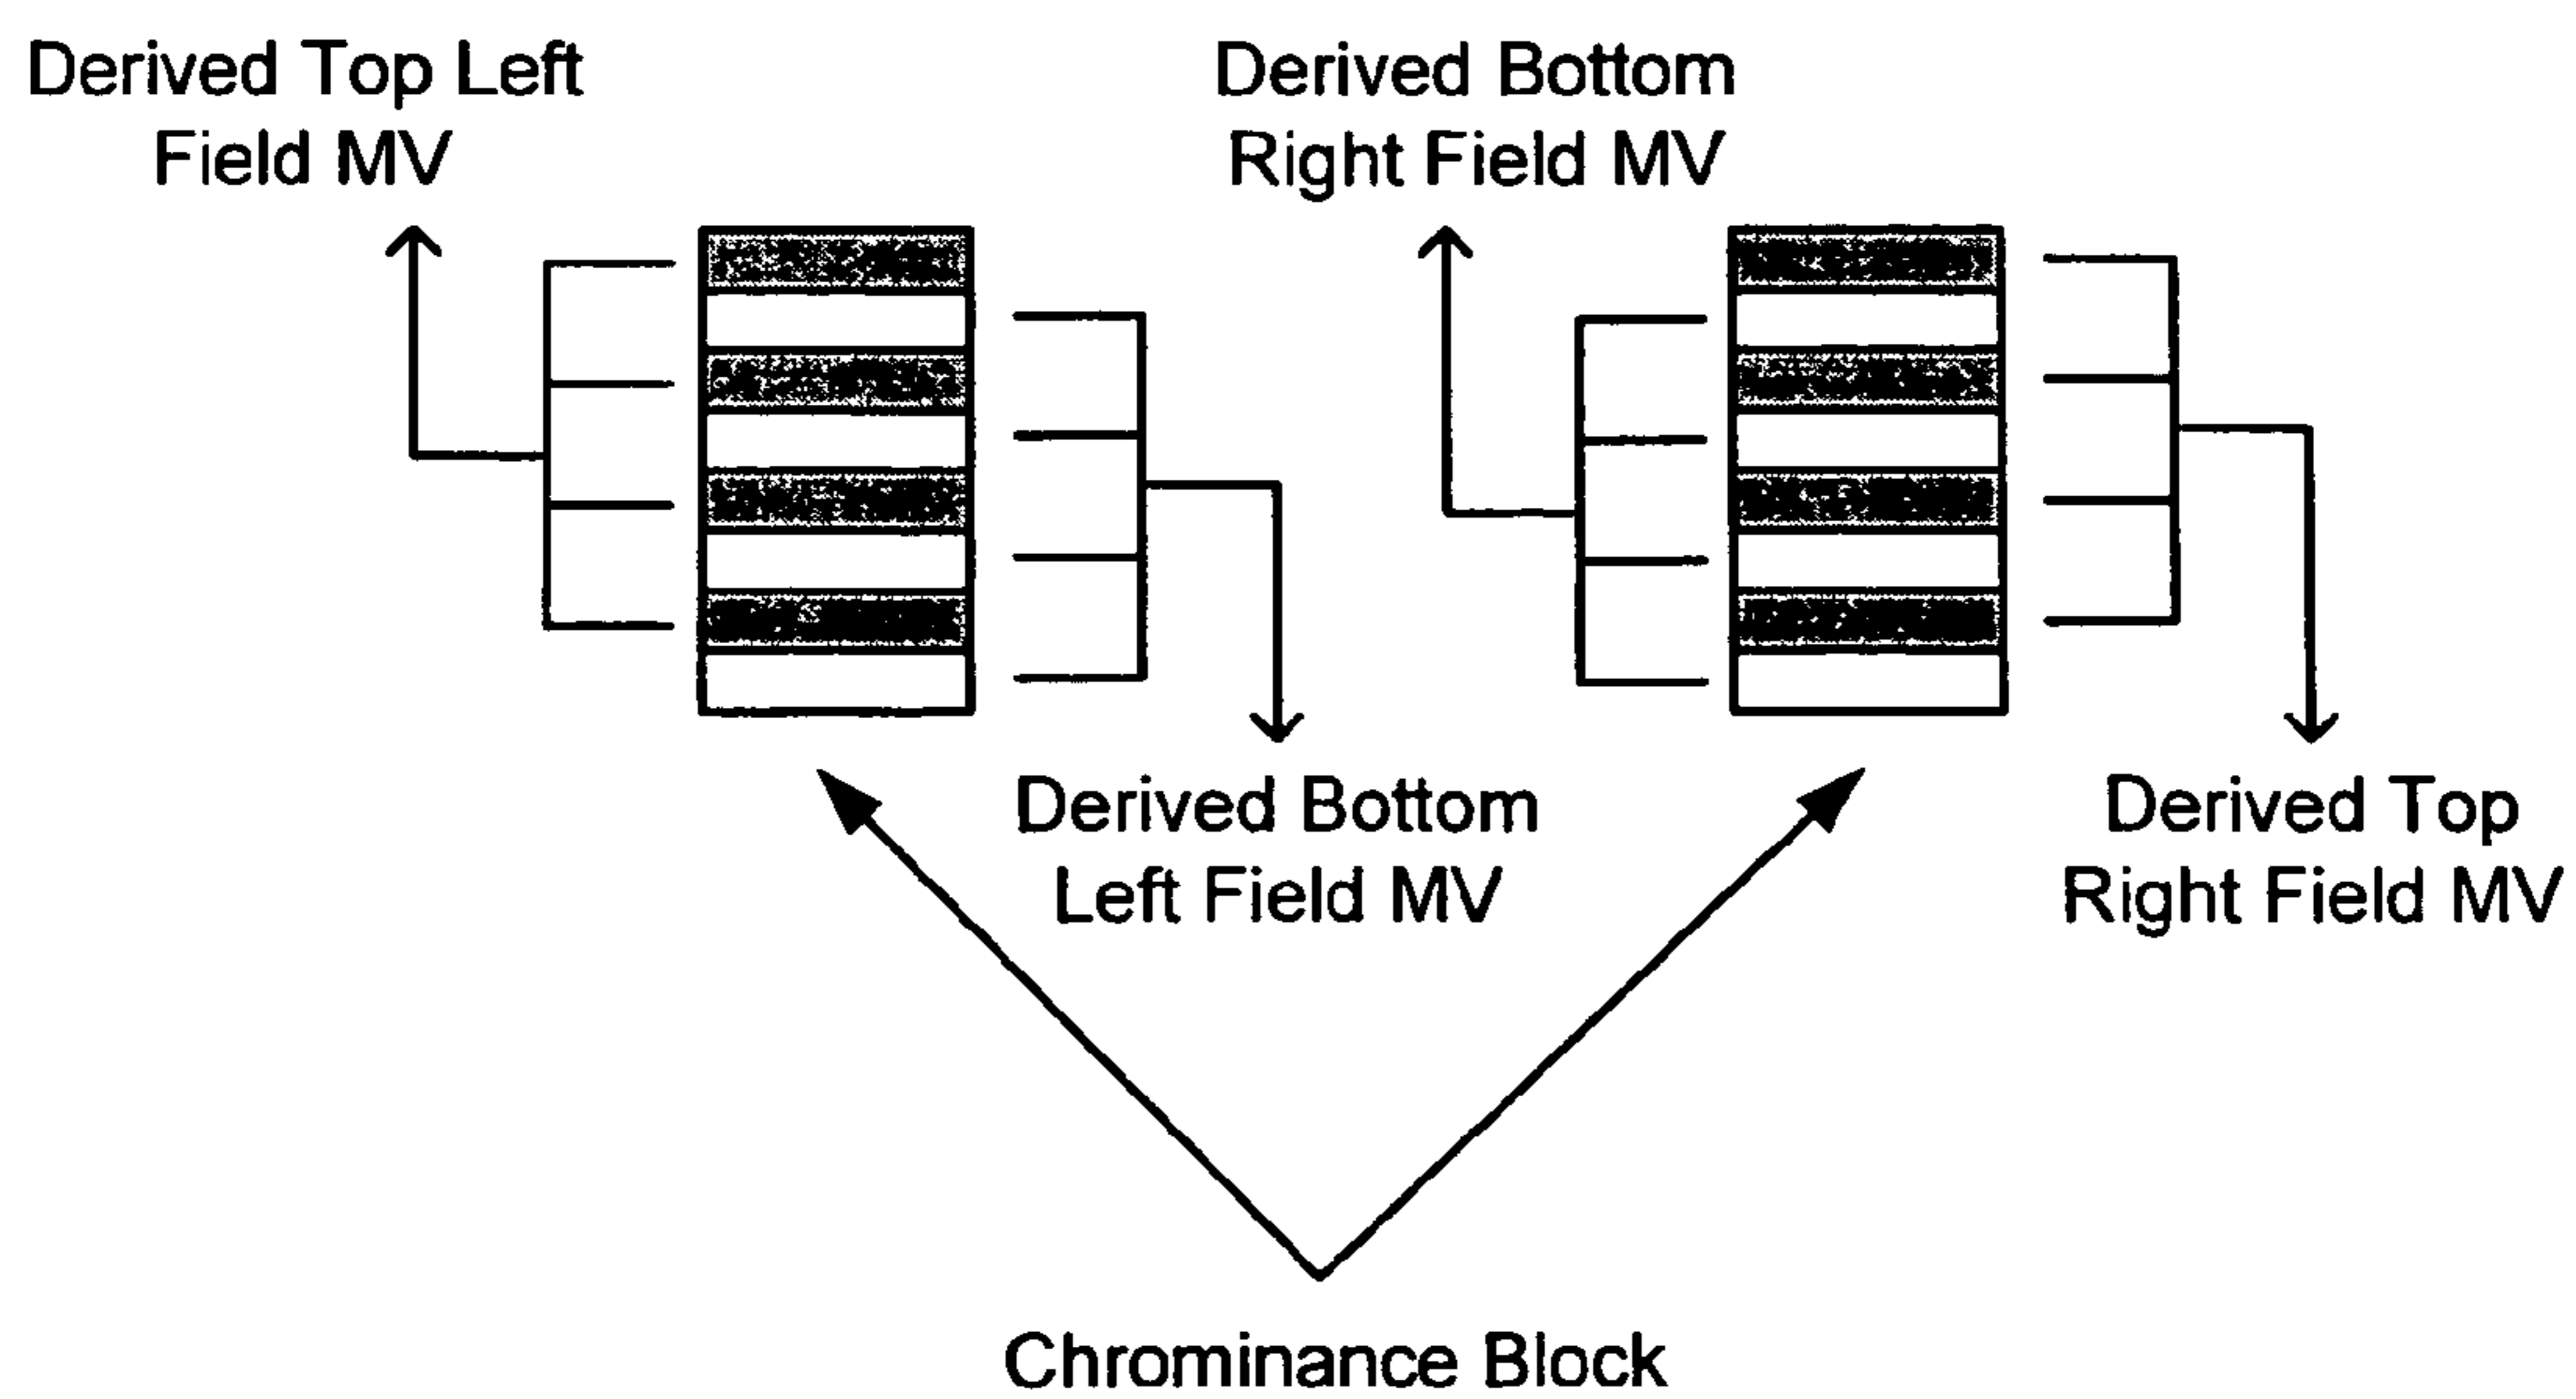 Derived Top Left
Field MV
Derived Bottom
Right Field MV
Derived Bottom
Left Field MV
Derived Top
Right Field MV
Chrominance Block